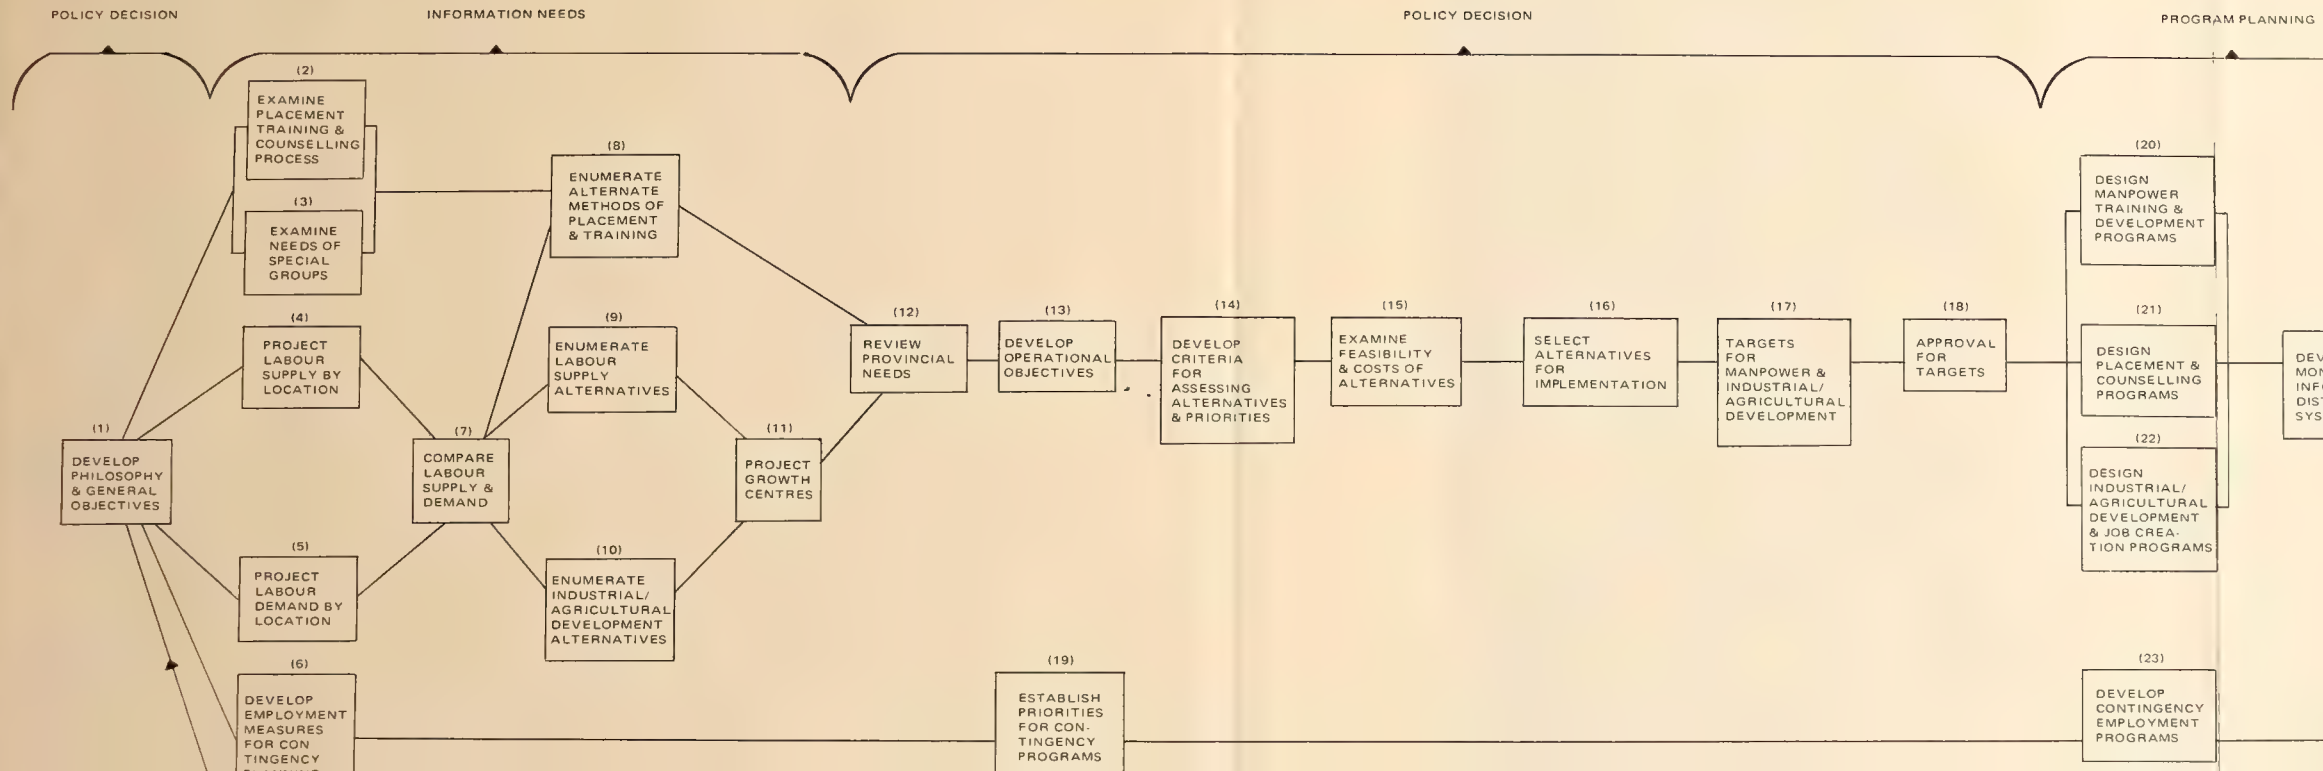 POLICY DECISION
INFORMATION NEEDS
POLICY DECISION
PROGRAM PLANNING
(1)
DEVELOP
PHILOSOPHY
& GENERAL
OBJECTIVES
(2)
EXAMINE
PLACEMENT
TRAINING &
COUNSELLING
PROCESS
(3)
EXAMINE
NEEDS OF
SPECIAL
GROUPS
(4)
PROJECT
LABOUR
SUPPLY BY
LOCATION
(5)
PROJECT
LABOUR
DEMAND BY
LOCATION
(6)
DEVELOP
EMPLOYMENT
MEASURES
FOR CON
TINGENCY
(7)
COMPARE
LABOUR
SUPPLY &
DEMAND
(8)
ENUMERATE
ALTERNATE
METHODS OF
PLACEMENT
& TRAINING
(9)
ENUMERATE
LABOUR
SUPPLY
ALTERNATIVES
(10)
ENUMERATE
INDUSTRIAL/
AGRICULTURAL
DEVELOPMENT
ALTERNATIVES
(11)
PROJECT
GROWTH
CENTRES
(12)
REVIEW
PROVINCIAL
NEEDS
(13)
DEVELOP
OPERATIONAL
OBJECTIVES
(14)
DEVELOP
CRITERIA
FOR
ASSESSING
ALTERNATIVES
& PRIORITIES
(15)
EXAMINE
FEASIBILITY
& COSTS OF
ALTERNATIVES
(16)
SELECT
ALTERNATIVES
FOR
IMPLEMENTATION
(17)
TARGETS
FOR
MANPOWER &
INDUSTRIAL/
AGRICULTURAL
DEVELOPMENT
(18)
APPROVAL
FOR
TARGETS
(19)
ESTABLISH
PRIORITIES
FOR CON-
TINGENCY
PROGRAMS
(20)
DESIGN
MANPOWER
TRAINING &
DEVELOPMENT
PROGRAMS
(21)
DESIGN
PLACEMENT &
COUNSELLING
PROGRAMS
(22)
DESIGN
INDUSTRIAL/
AGRICULTURAL
DEVELOPMENT
& JOB CREA-
TION PROGRAMS
(23)
DEVELOP
CONTINGENCY
EMPLOYMENT
PROGRAMS